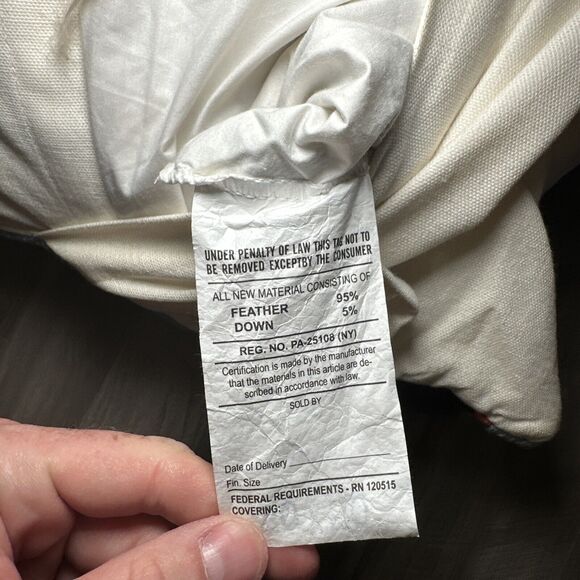 UNDER PENALTY OF LAW THIS TAG NOT TO
BE REMOVED EXCEPTBY THE CONSUMER
ALL NEW MATERIAL CONSISTING OF
FEATHER 95%
DOWN 5%
REG. NO. PA-25108 (NY)
Certification is made by the manufacturer
that the materials in this article are de-
scribed in accordance with law.
SOLD BY
Date of Delivery
Fin. Size
FEDERAL REQUIREMENTS - RN 120515
COVERING: